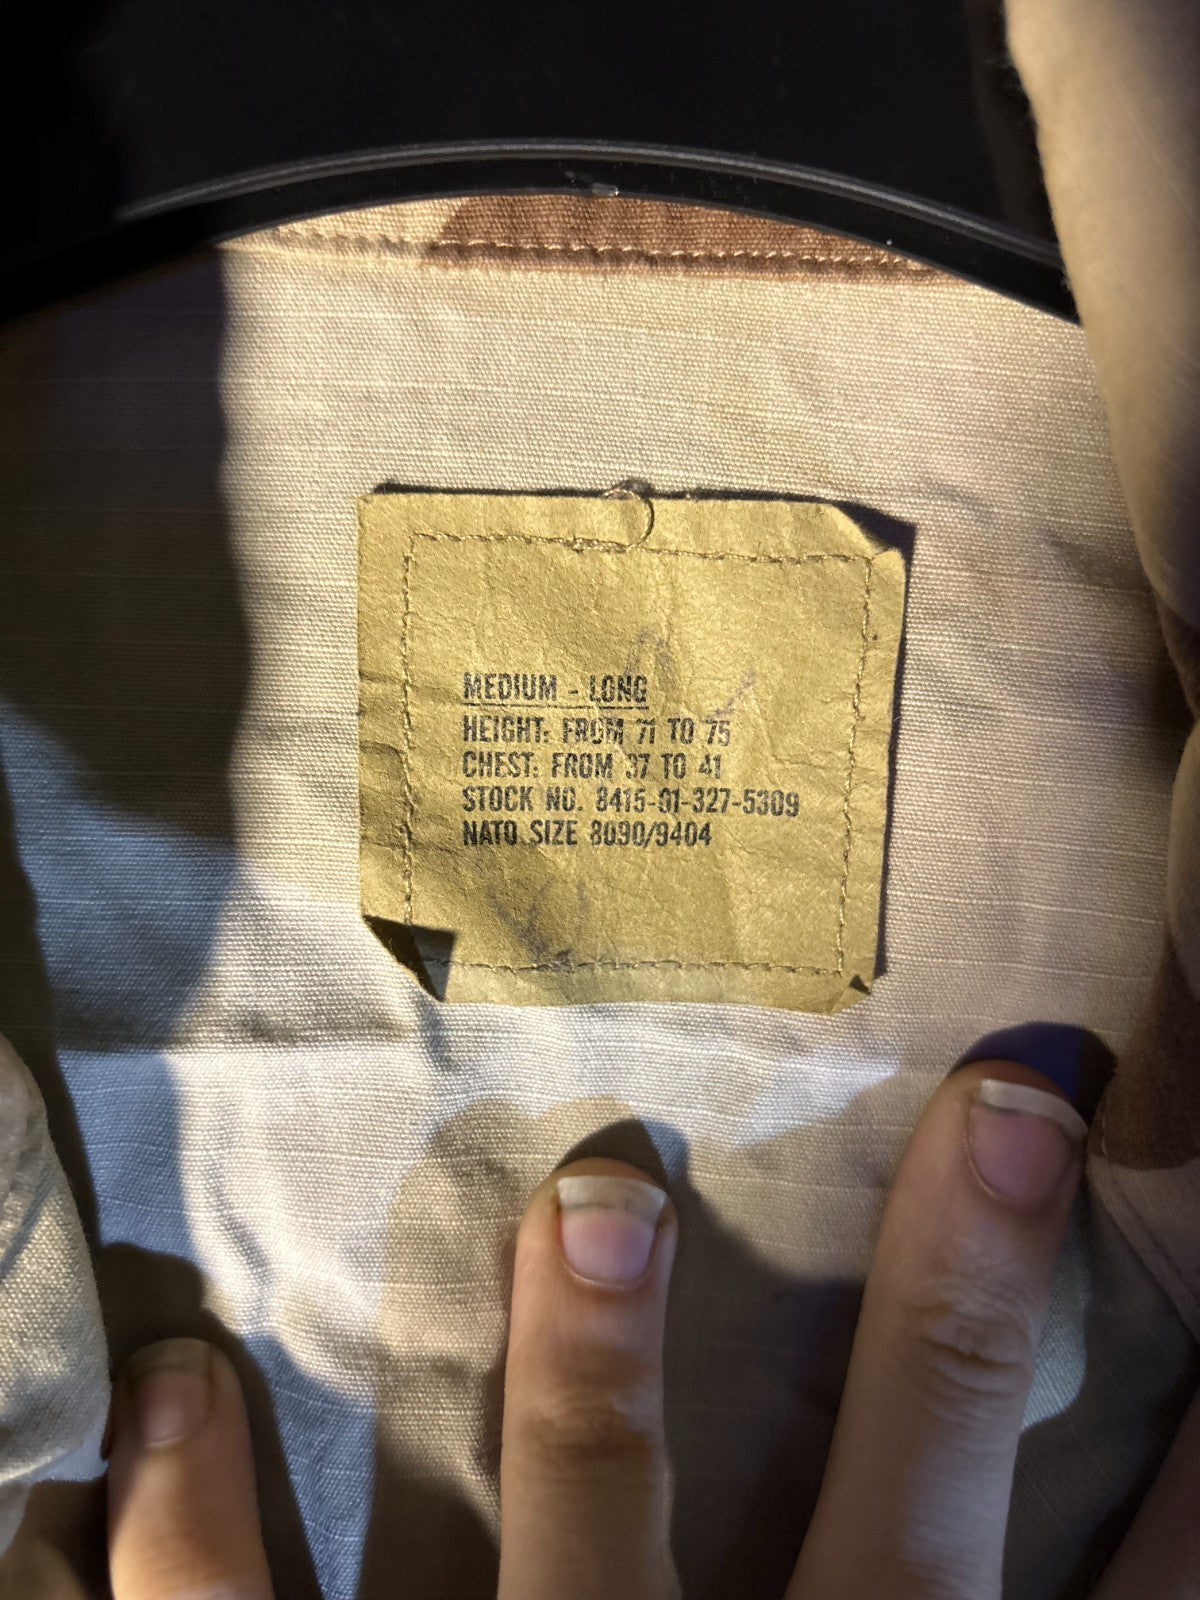 MEDIUM - LONG
HEIGHT: FROM 71 TO 75
CHEST: FROM 37 TO 41
STOCK NO. 8415-01-327-5309
NATO SIZE 8090/9404